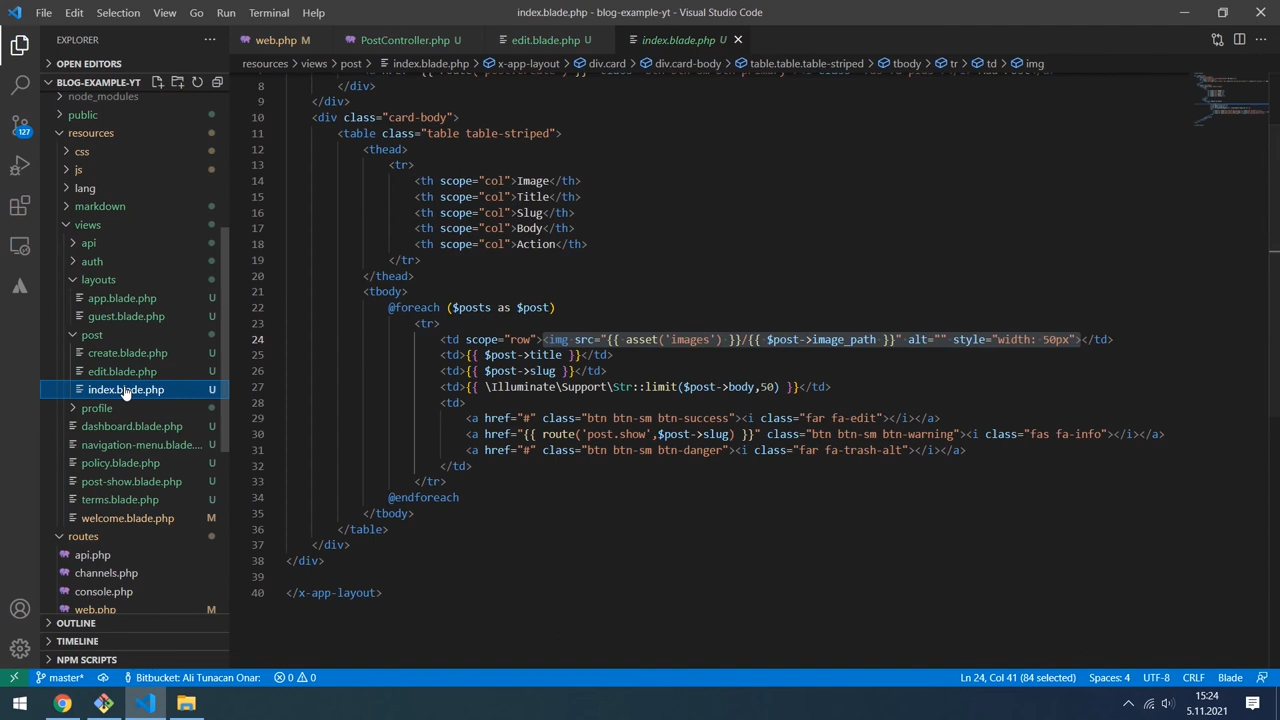 File Edit Selection View Go Run Terminal Help
index.blade.php - blog-example-yt - Visual Studio Code
EXPLORER
OPEN EDITORS
BLOG-EXAMPLE-YT
node_modules
public
resources
css
js
lang
markdown
views
api
auth
layouts
app.blade.php U
guest.blade.php U
post
create.blade.php U
edit.blade.php U
index.blade.php U
profile
dashboard.blade.php U
navigation-menu.blade.... U
policy.blade.php U
post-show.blade.php U
terms.blade.php U
welcome.blade.php M
routes
api.php
channels.php
console.php
web.php M
OUTLINE
TIMELINE
NPM SCRIPTS
127
web.php M PostController.php U edit.blade.php U index.blade.php U
resources > views > post > index.blade.php > x-app-layout > div.card > div.card-body > table.table.table-striped > tbody > tr > td > img
8 </div>
9 </div>
10 <div class="card-body">
11 <table class="table table-striped">
12 <thead>
13 <tr>
14 <th scope="col">Image</th>
15 <th scope="col">Title</th>
16 <th scope="col">Slug</th>
17 <th scope="col">Body</th>
18 <th scope="col">Action</th>
19 </tr>
20 </thead>
21 <tbody>
22 @foreach ($posts as $post)
23 <tr>
24 <td scope="row"><img src="{{ asset('images') }}/{{ $post->image_path }}" alt="" style="width: 50px"></td>
25 <td>{{ $post->title }}</td>
26 <td>{{ $post->slug }}</td>
27 <td>{{ \Illuminate\Support\Str::limit($post->body,50) }}</td>
28 <td>
29 <a href="#" class="btn btn-sm btn-success"><i class="far fa-edit"></i></a>
30 <a href="{{ route('post.show',$post->slug) }}" class="btn btn-sm btn-warning"><i class="fas fa-info"></i></a>
31 <a href="#" class="btn btn-sm btn-danger"><i class="far fa-trash-alt"></i></a>
32 </td>
33 </tr>
34 @endforeach
35 </tbody>
36 </table>
37 </div>
38 </div>
39
40 </x-app-layout>
master* Bitbucket: Ali Tunacan Onar: 0 0 Ln 24, Col 41 (84 selected) Spaces: 4 UTF-8 CRLF Blade
15:24
5.11.2021